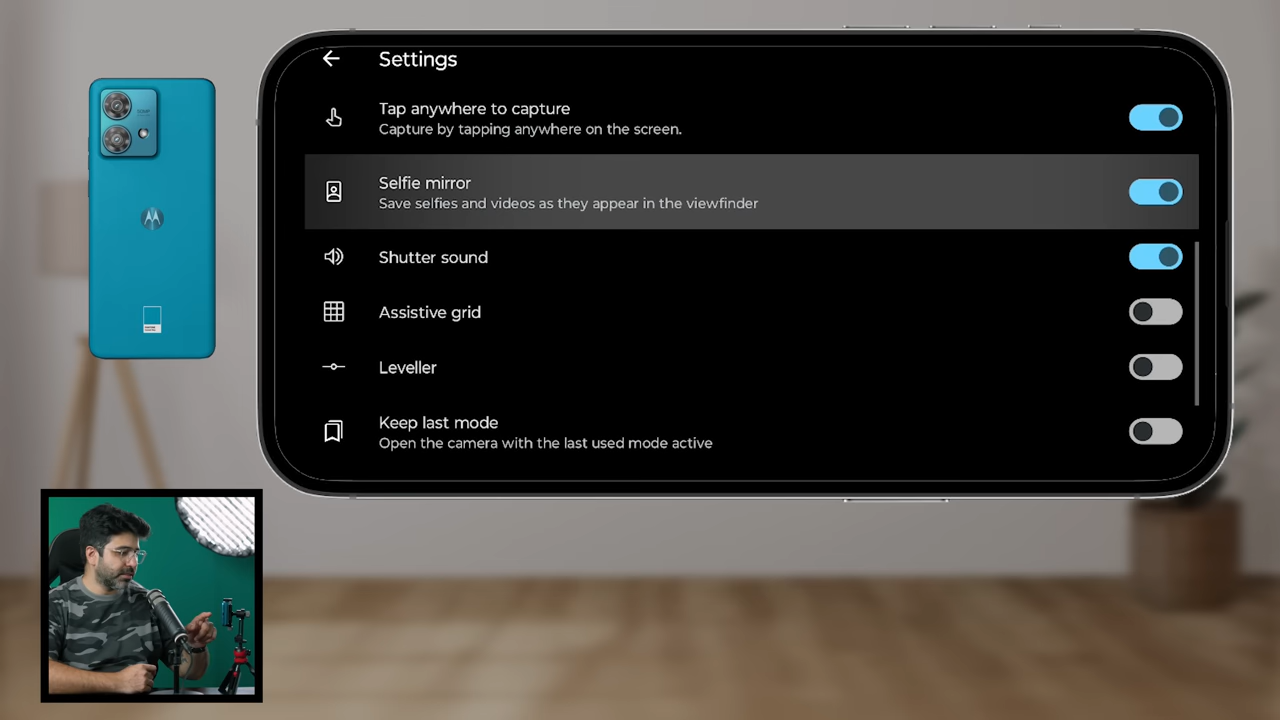 Settings
Tap anywhere to capture
Capture by tapping anywhere on the screen.
Selfie mirror
Save selfies and videos as they appear in the viewfinder
Shutter sound
Assistive grid
Leveller
Keep last mode
Open the camera with the last used mode active